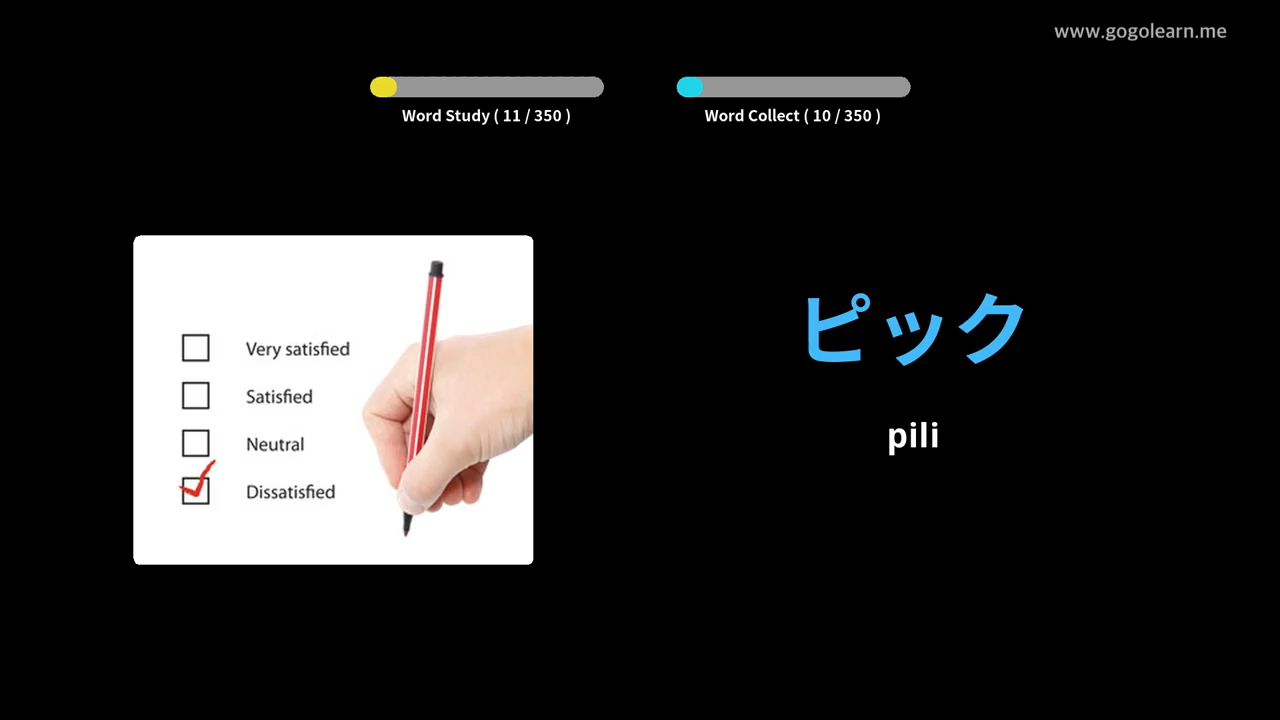 www.gogolearn.me
Word Study ( 11 / 350 )
Word Collect ( 10 / 350 )
Very satisfied
Satisfied
Neutral
Dissatisfied
ピック
pili